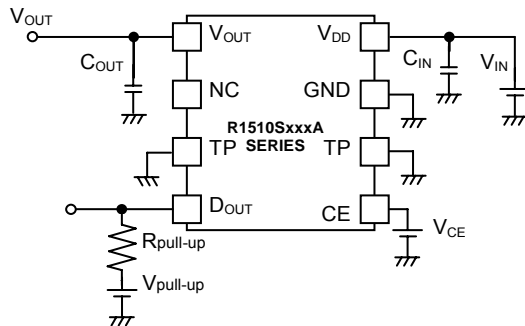 VOUT
VOUT
VDD
COUT
CIN
VIN
NC
GND
R1510SxxxA
SERIES
TP
TP
DOUT
CE
VCE
Rpull-up
Vpull-up